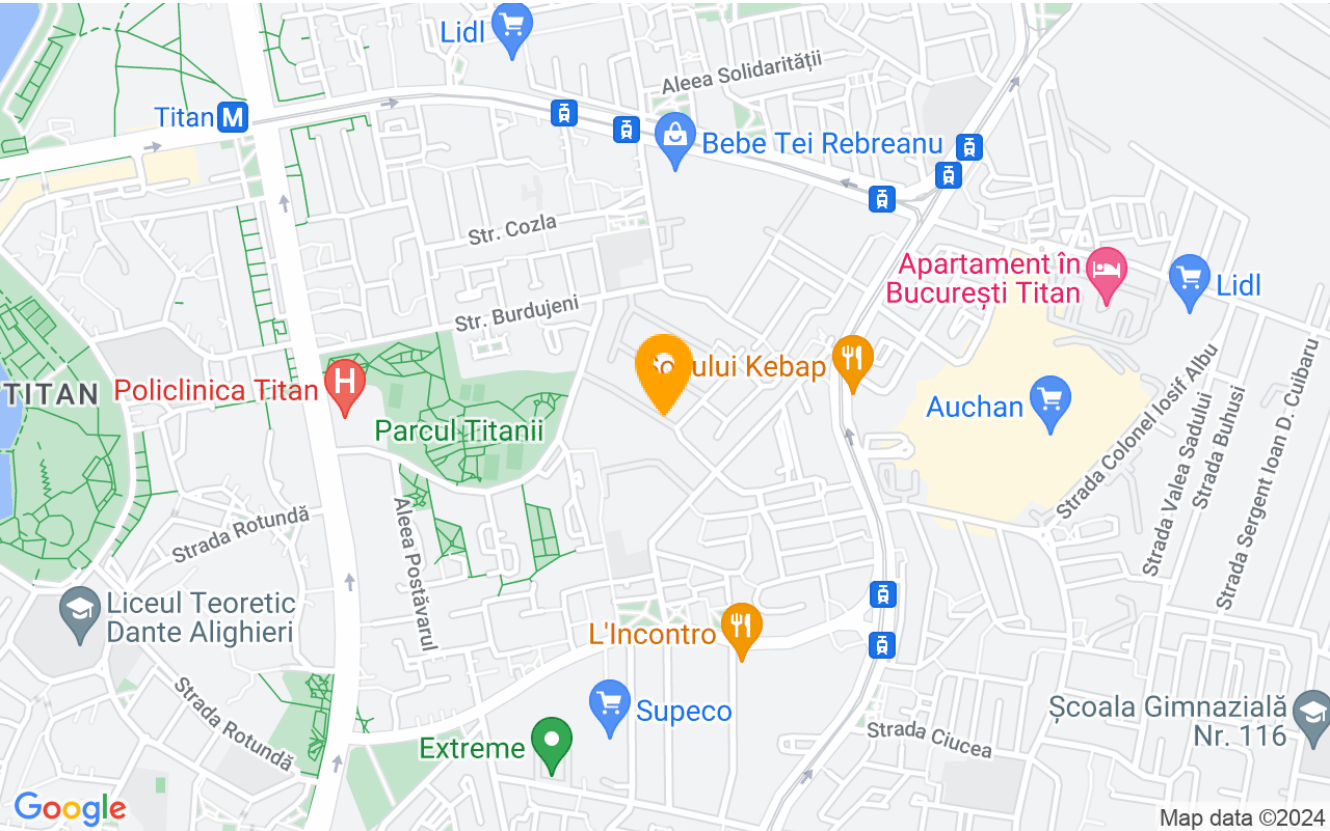 Lidl
Aleea Solidarității
Titan M
Bebe Tei Rebreanu
Str. Cozla
Apartament în
București Titan
Lidl
Str. Burdujeni
ului Kebap
TITAN
Policlinica Titan
H
Auchan
Parcul Titanii
Strada Colonel Iosif Albu
Strada Valea Sadului
Strada Buhusi
Strada Sergent Ioan D. Cuibaru
Strada Rotundă
Aleea Postăvarul
Liceul Teoretic
Dante Alighieri
L'Incontro
Strada Rotundă
Supeco
Școala Gimnazială
Nr. 116
Extreme
Strada Ciucea
Google
Map data ©2024